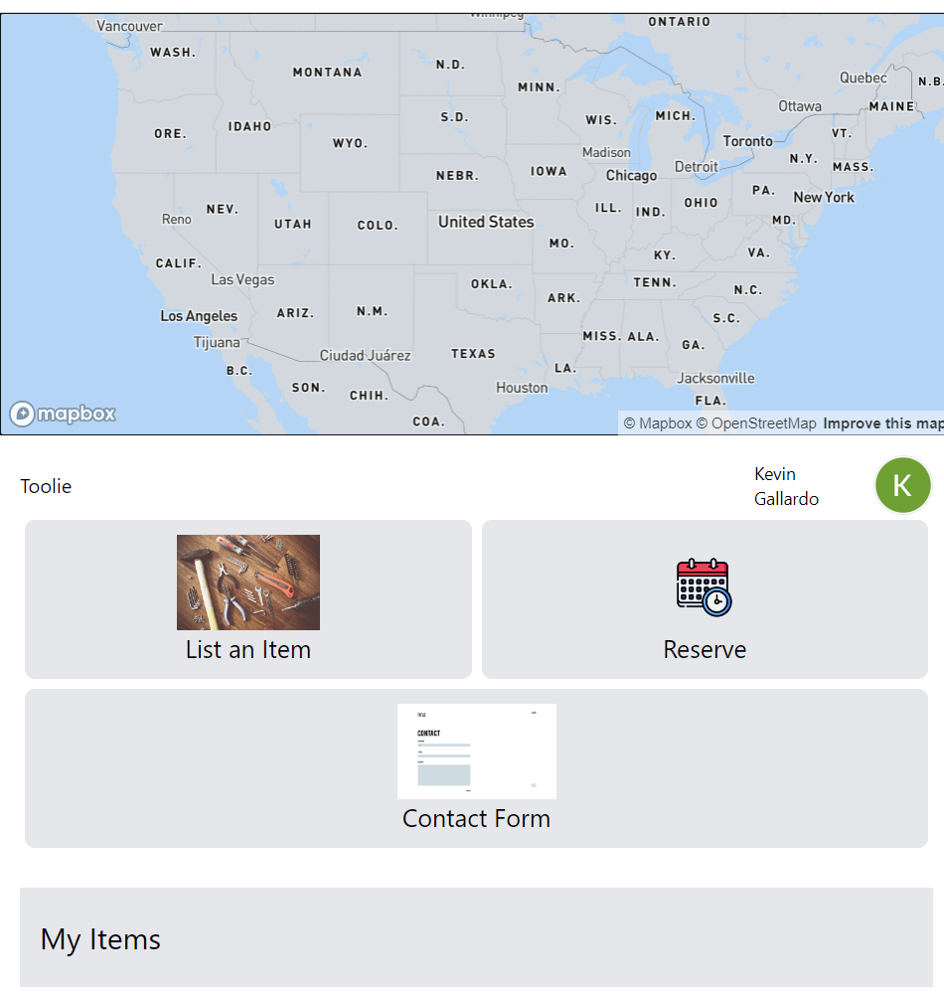 Winnipeg
ONTARIO
Vancouver
WASH.
MONTANA
N.D.
MINN.
Quebec
N.B.
ORE.
IDAHO
WYO.
S.D.
WIS.
MICH.
Ottawa
MAINE
Toronto
VT.
Madison
Chicago
Detroit
N.Y.
MASS.
NEBR.
IOWA
PA.
New York
Reno
NEV.
UTAH
COLO.
United States
ILL.
IND.
OHIO
MD.
MO.
KY.
VA.
CALIF.
Las Vegas
OKLA.
ARK.
TENN.
N.C.
Los Angeles
ARIZ.
N.M.
S.C.
Tijuana
Ciudad Juárez
TEXAS
MISS.
ALA.
GA.
B.C.
SON.
CHIH.
LA.
Houston
Jacksonville
FLA.
COA.
mapbox
© Mapbox © OpenStreetMap Improve this map
Toolie
Kevin
Gallardo
K
List an Item
Reserve
TITLE
CONTACT
Contact Form
My Items